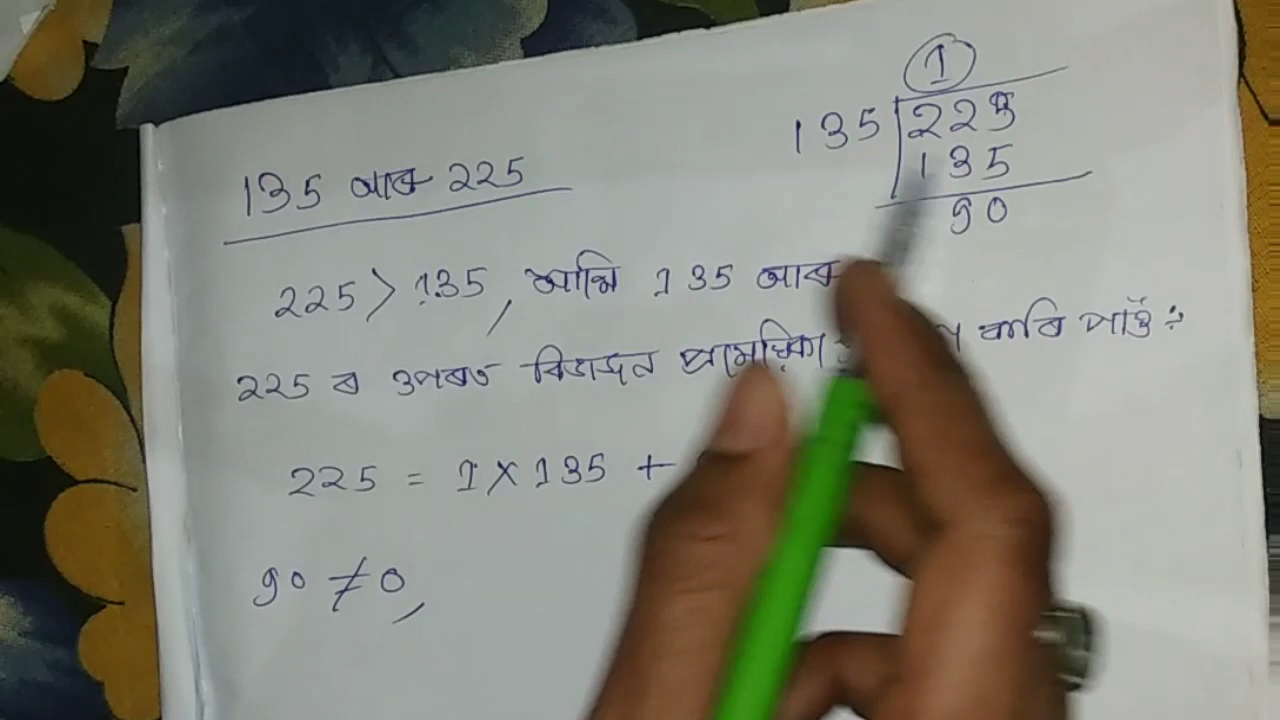 135 আৰু 225
1
135 225
135
90
225 > 135, আমি 135 আৰু
225 ৰ ওপৰত বিভাজন প্ৰমেয়িকা কৰি পাওঁ :
225 = 1 × 135 +
90 ≠ 0,